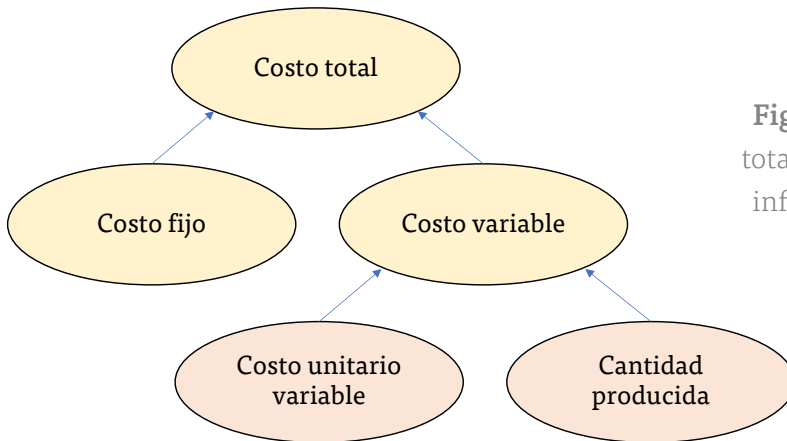 Costo total
Costo fijo
Costo variable
Costo unitario
variable
Cantidad
producida